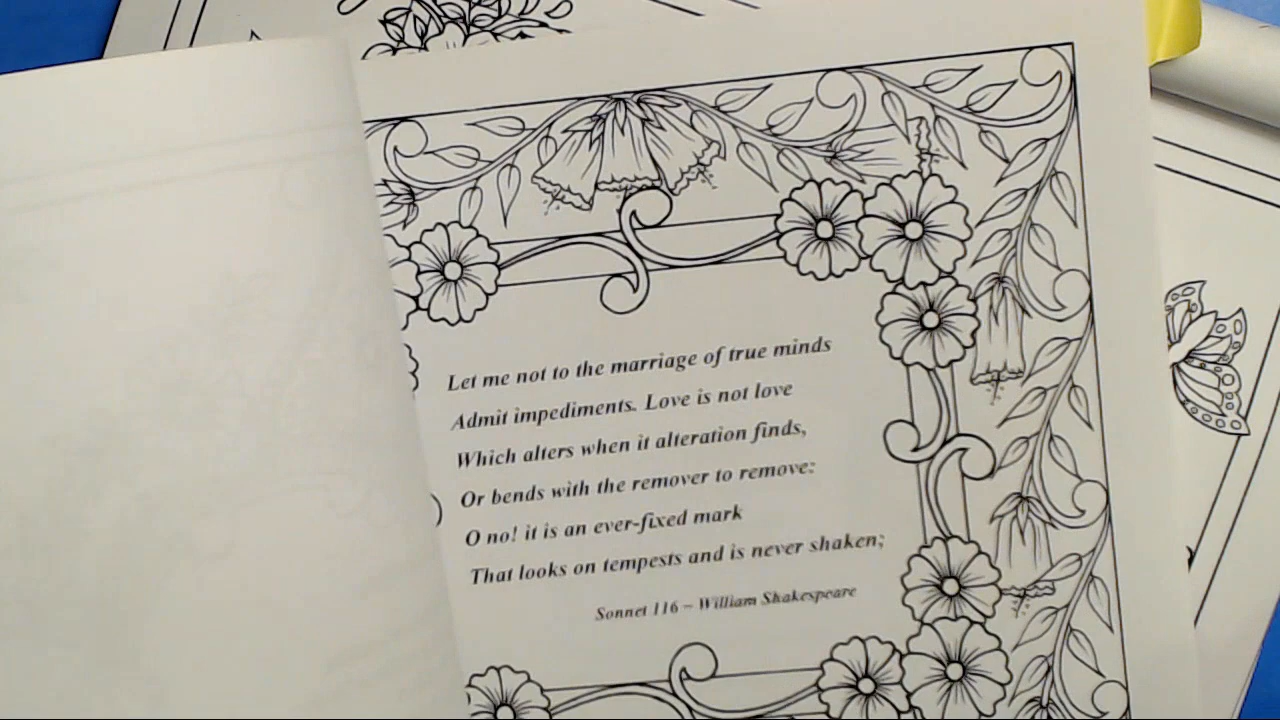 Let me not to the marriage of true minds
Admit impediments. Love is not love
Which alters when it alteration finds,
Or bends with the remover to remove:
O no! it is an ever-fixed mark
That looks on tempests and is never shaken;
Sonnet 116 – William Shakespeare